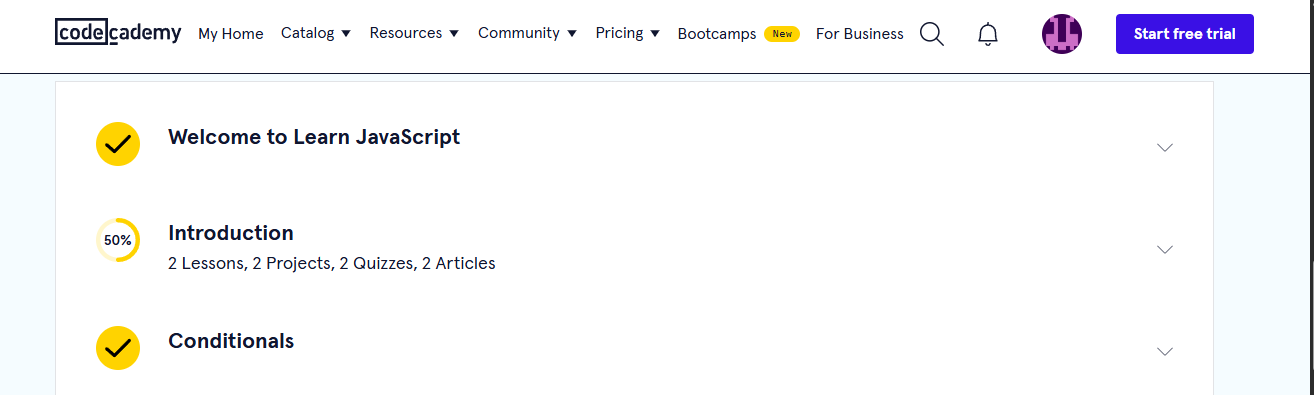 codecademy My Home Catalog Resources Community Pricing Bootcamps New For Business Start free trial
Welcome to Learn JavaScript
50% Introduction
2 Lessons, 2 Projects, 2 Quizzes, 2 Articles
Conditionals